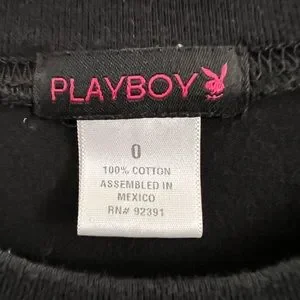 PLAYBOY
0
100% COTTON
ASSEMBLED IN
MEXICO
RN# 92391